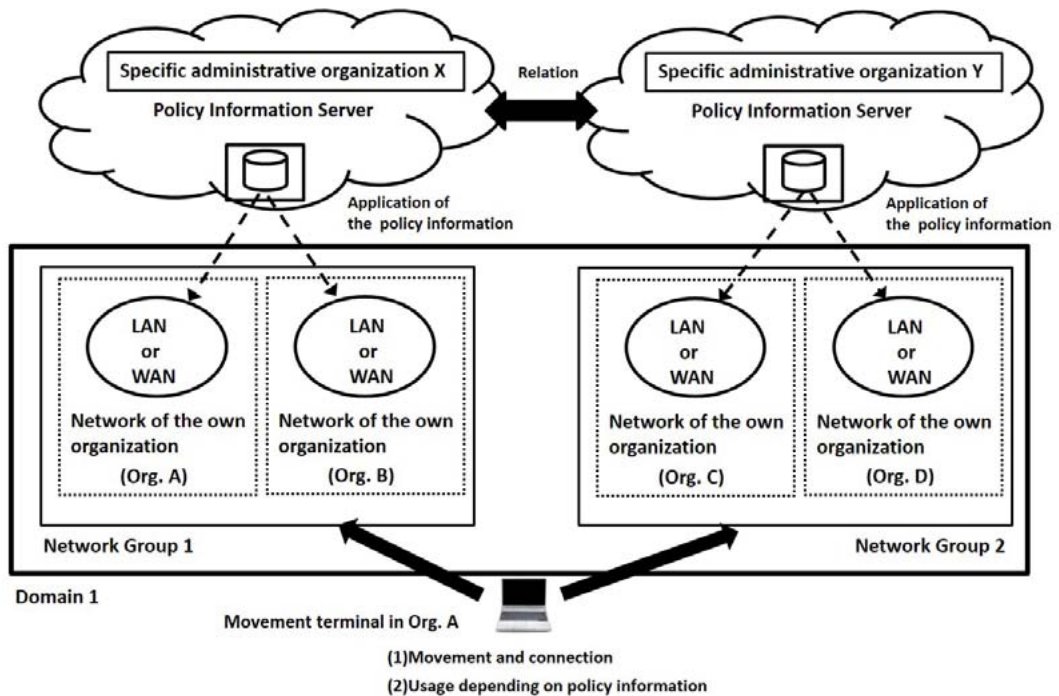 Specific administrative organization X
Policy Information Server
Relation
Specific administrative organization Y
Policy Information Server
Application of
the policy information
Application of
the policy information
LAN
or
WAN
Network of the own
organization
(Org. A)
LAN
or
WAN
Network of the own
organization
(Org. B)
LAN
or
WAN
Network of the own
organization
(Org. C)
LAN
or
WAN
Network of the own
organization
(Org. D)
Network Group 1
Network Group 2
Domain 1
Movement terminal in Org. A
(1)Movement and connection
(2)Usage depending on policy information